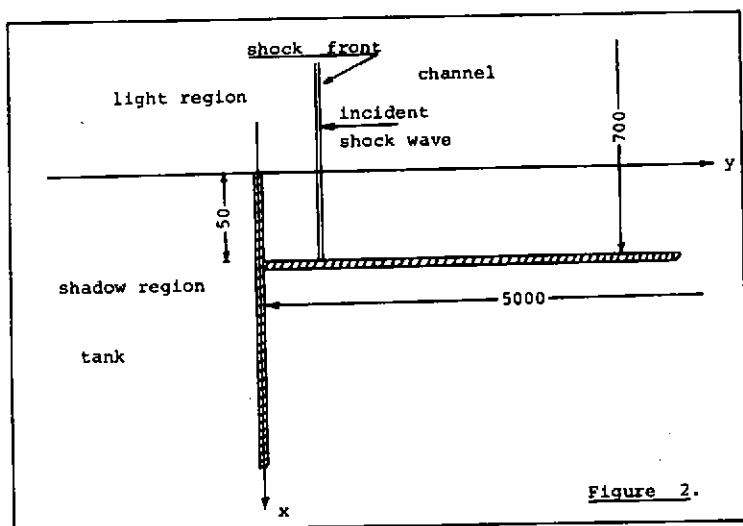 shock front
channel
light region
incident
shock wave
700
y
50
shadow region
5000
tank
x
Figure 2.